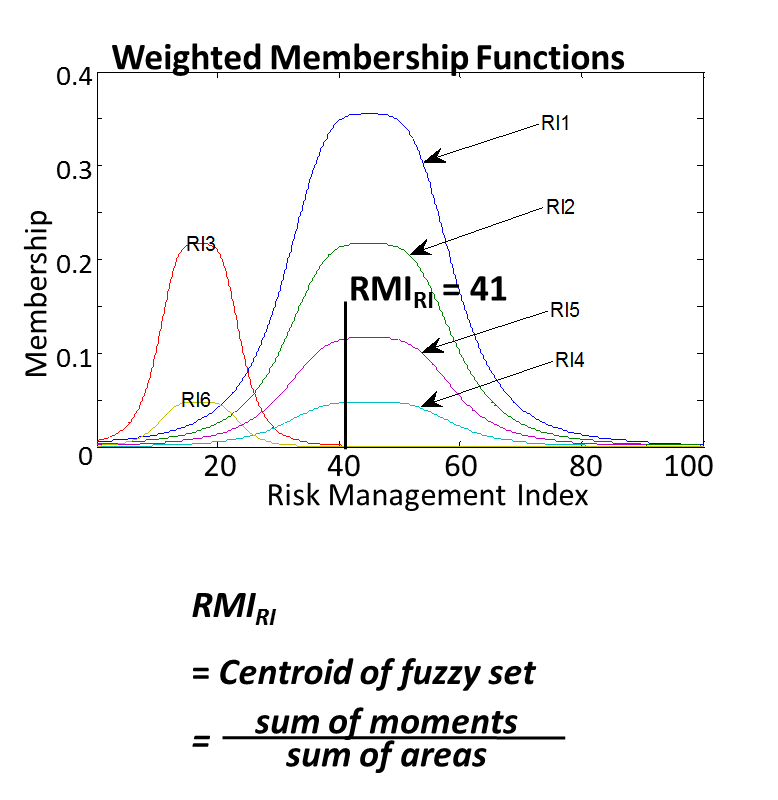 Weighted Membership Functions
0.4
RI1
0.3
RI2
RI3
0.2
RMIRI = 41
RI5
0.1
RI4
RI6
0
20
40
60
80
100
Membership
Risk Management Index
RMIRI
= Centroid of fuzzy set
= sum of moments
sum of areas